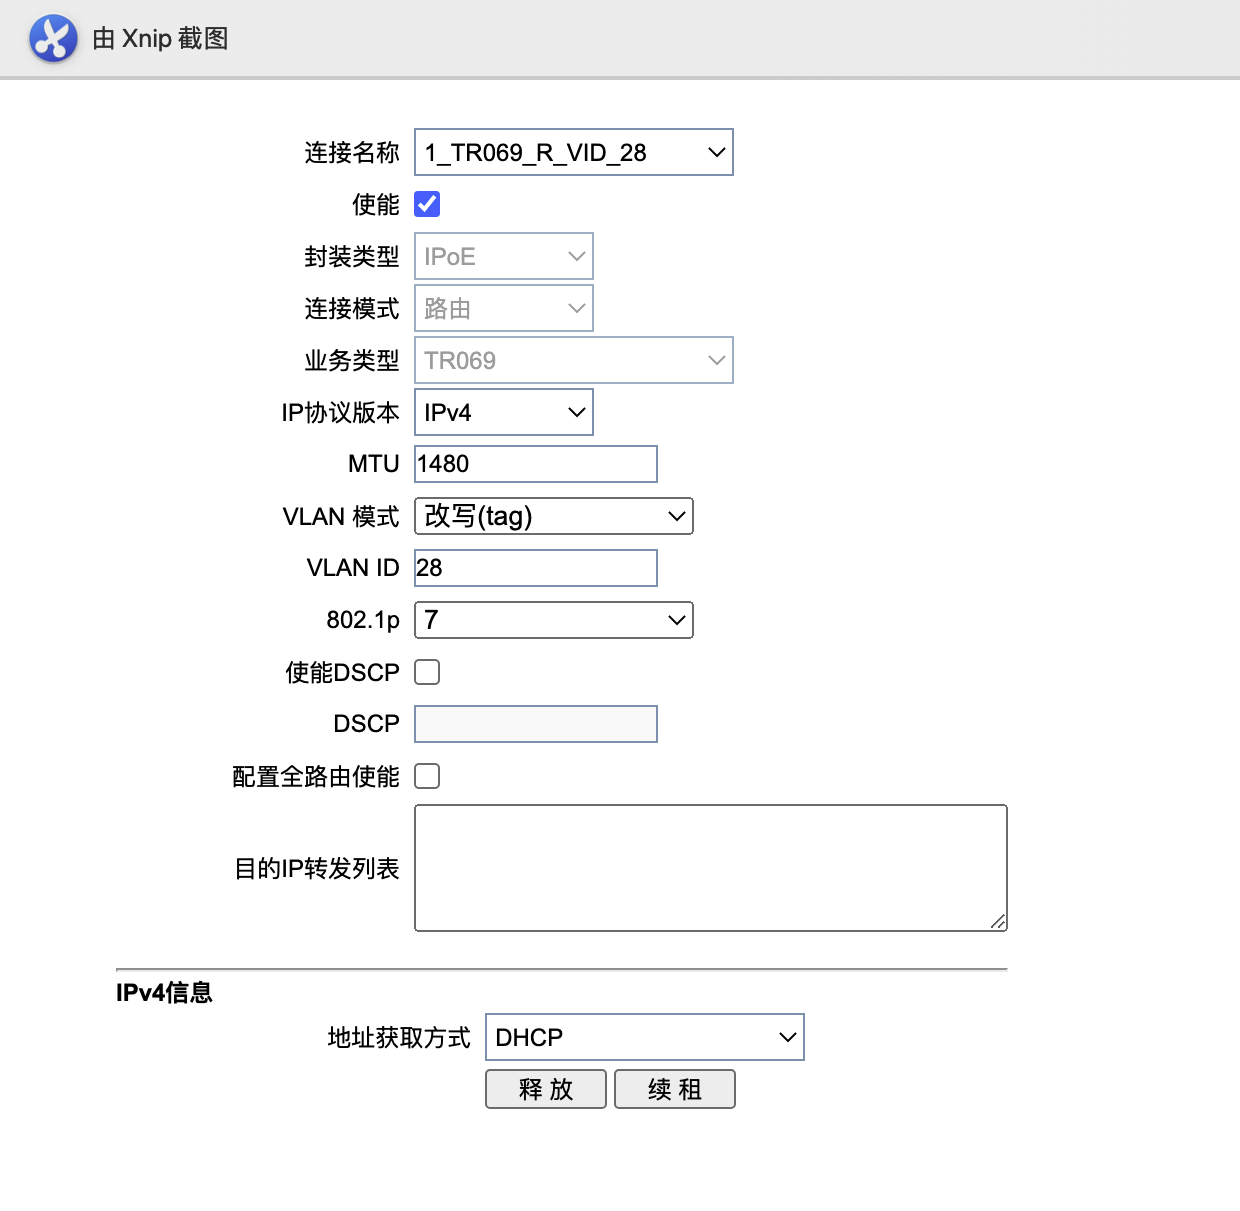 由 Xnip 截图
连接名称 1_TR069_R_VID_28
使能
封装类型 IPoE
连接模式 路由
业务类型 TR069
IP协议版本 IPv4
MTU 1480
VLAN 模式 改写(tag)
VLAN ID 28
802.1p 7
使能DSCP
DSCP
配置全路由使能
目的IP转发列表
IPv4信息
地址获取方式 DHCP
释 放 续 租